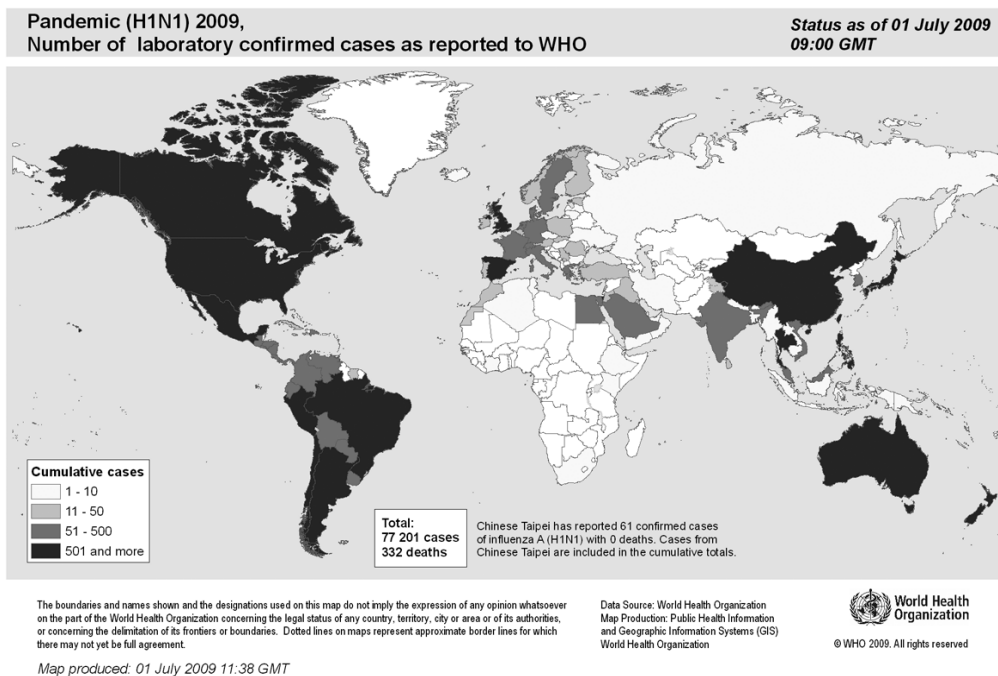 Pandemic (H1N1) 2009,
Number of laboratory confirmed cases as reported to WHO
Status as of 01 July 2009
09:00 GMT
Cumulative cases
1 - 10
11 - 50
51 - 500
501 and more
Total:
77 201 cases
332 deaths
Chinese Taipei has reported 61 confirmed cases
of influenza A (H1N1) with 0 deaths. Cases from
Chinese Taipei are included in the cumulative totals.
The boundaries and names shown and the designations used on this map do not imply the expression of any opinion whatsoever
on the part of the World Health Organization concerning the legal status of any country, territory, city or area or of its authorities,
or concerning the delimitation of its frontiers or boundaries. Dotted lines on maps represent approximate border lines for which
there may not yet be full agreement.
Data Source: World Health Organization
Map Production: Public Health Information
and Geographic Information Systems (GIS)
World Health Organization
World Health
Organization
© WHO 2009. All rights reserved
Map produced: 01 July 2009 11:38 GMT